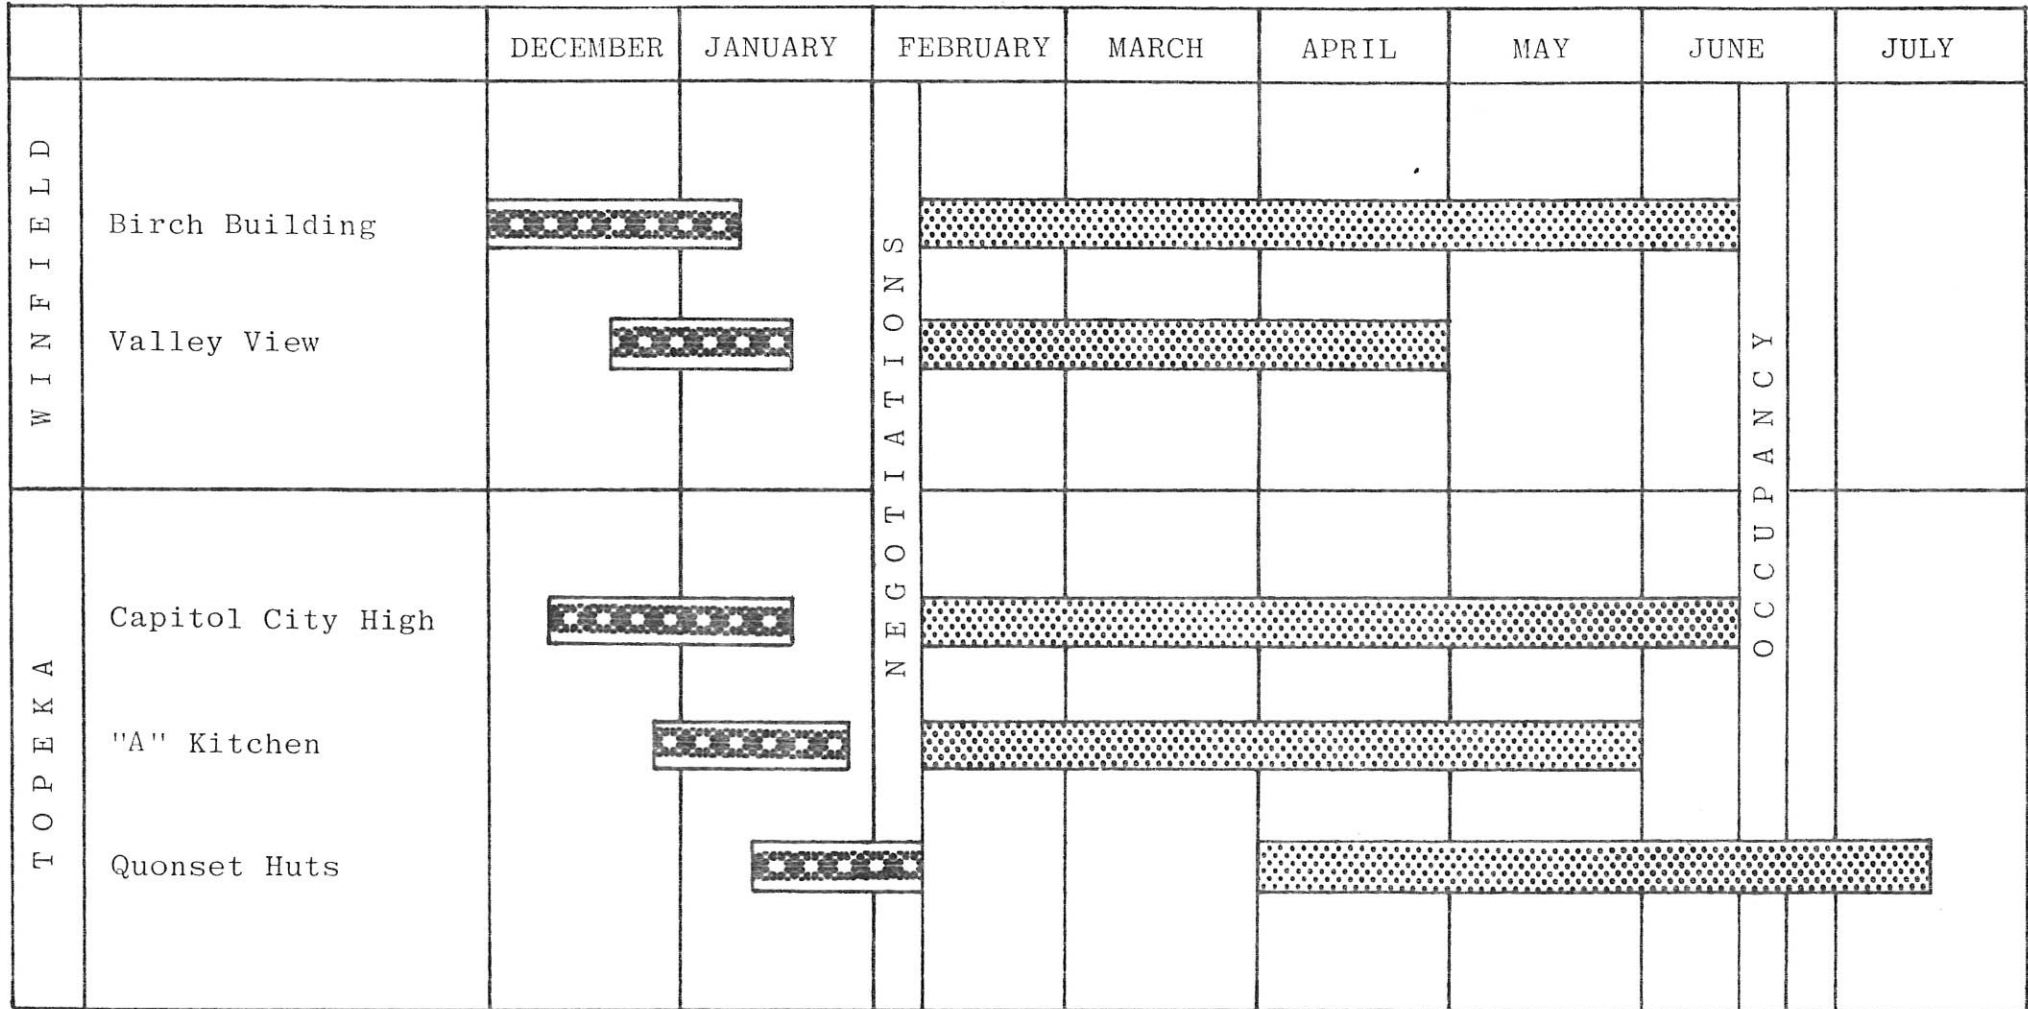 DECEMBER JANUARY FEBRUARY MARCH APRIL MAY JUNE JULY
WINFIELD
Birch Building
Valley View
NEGOTIATIONS
OCCUPANCY
TOPEKA
Capitol City High
"A" Kitchen
Quonset Huts